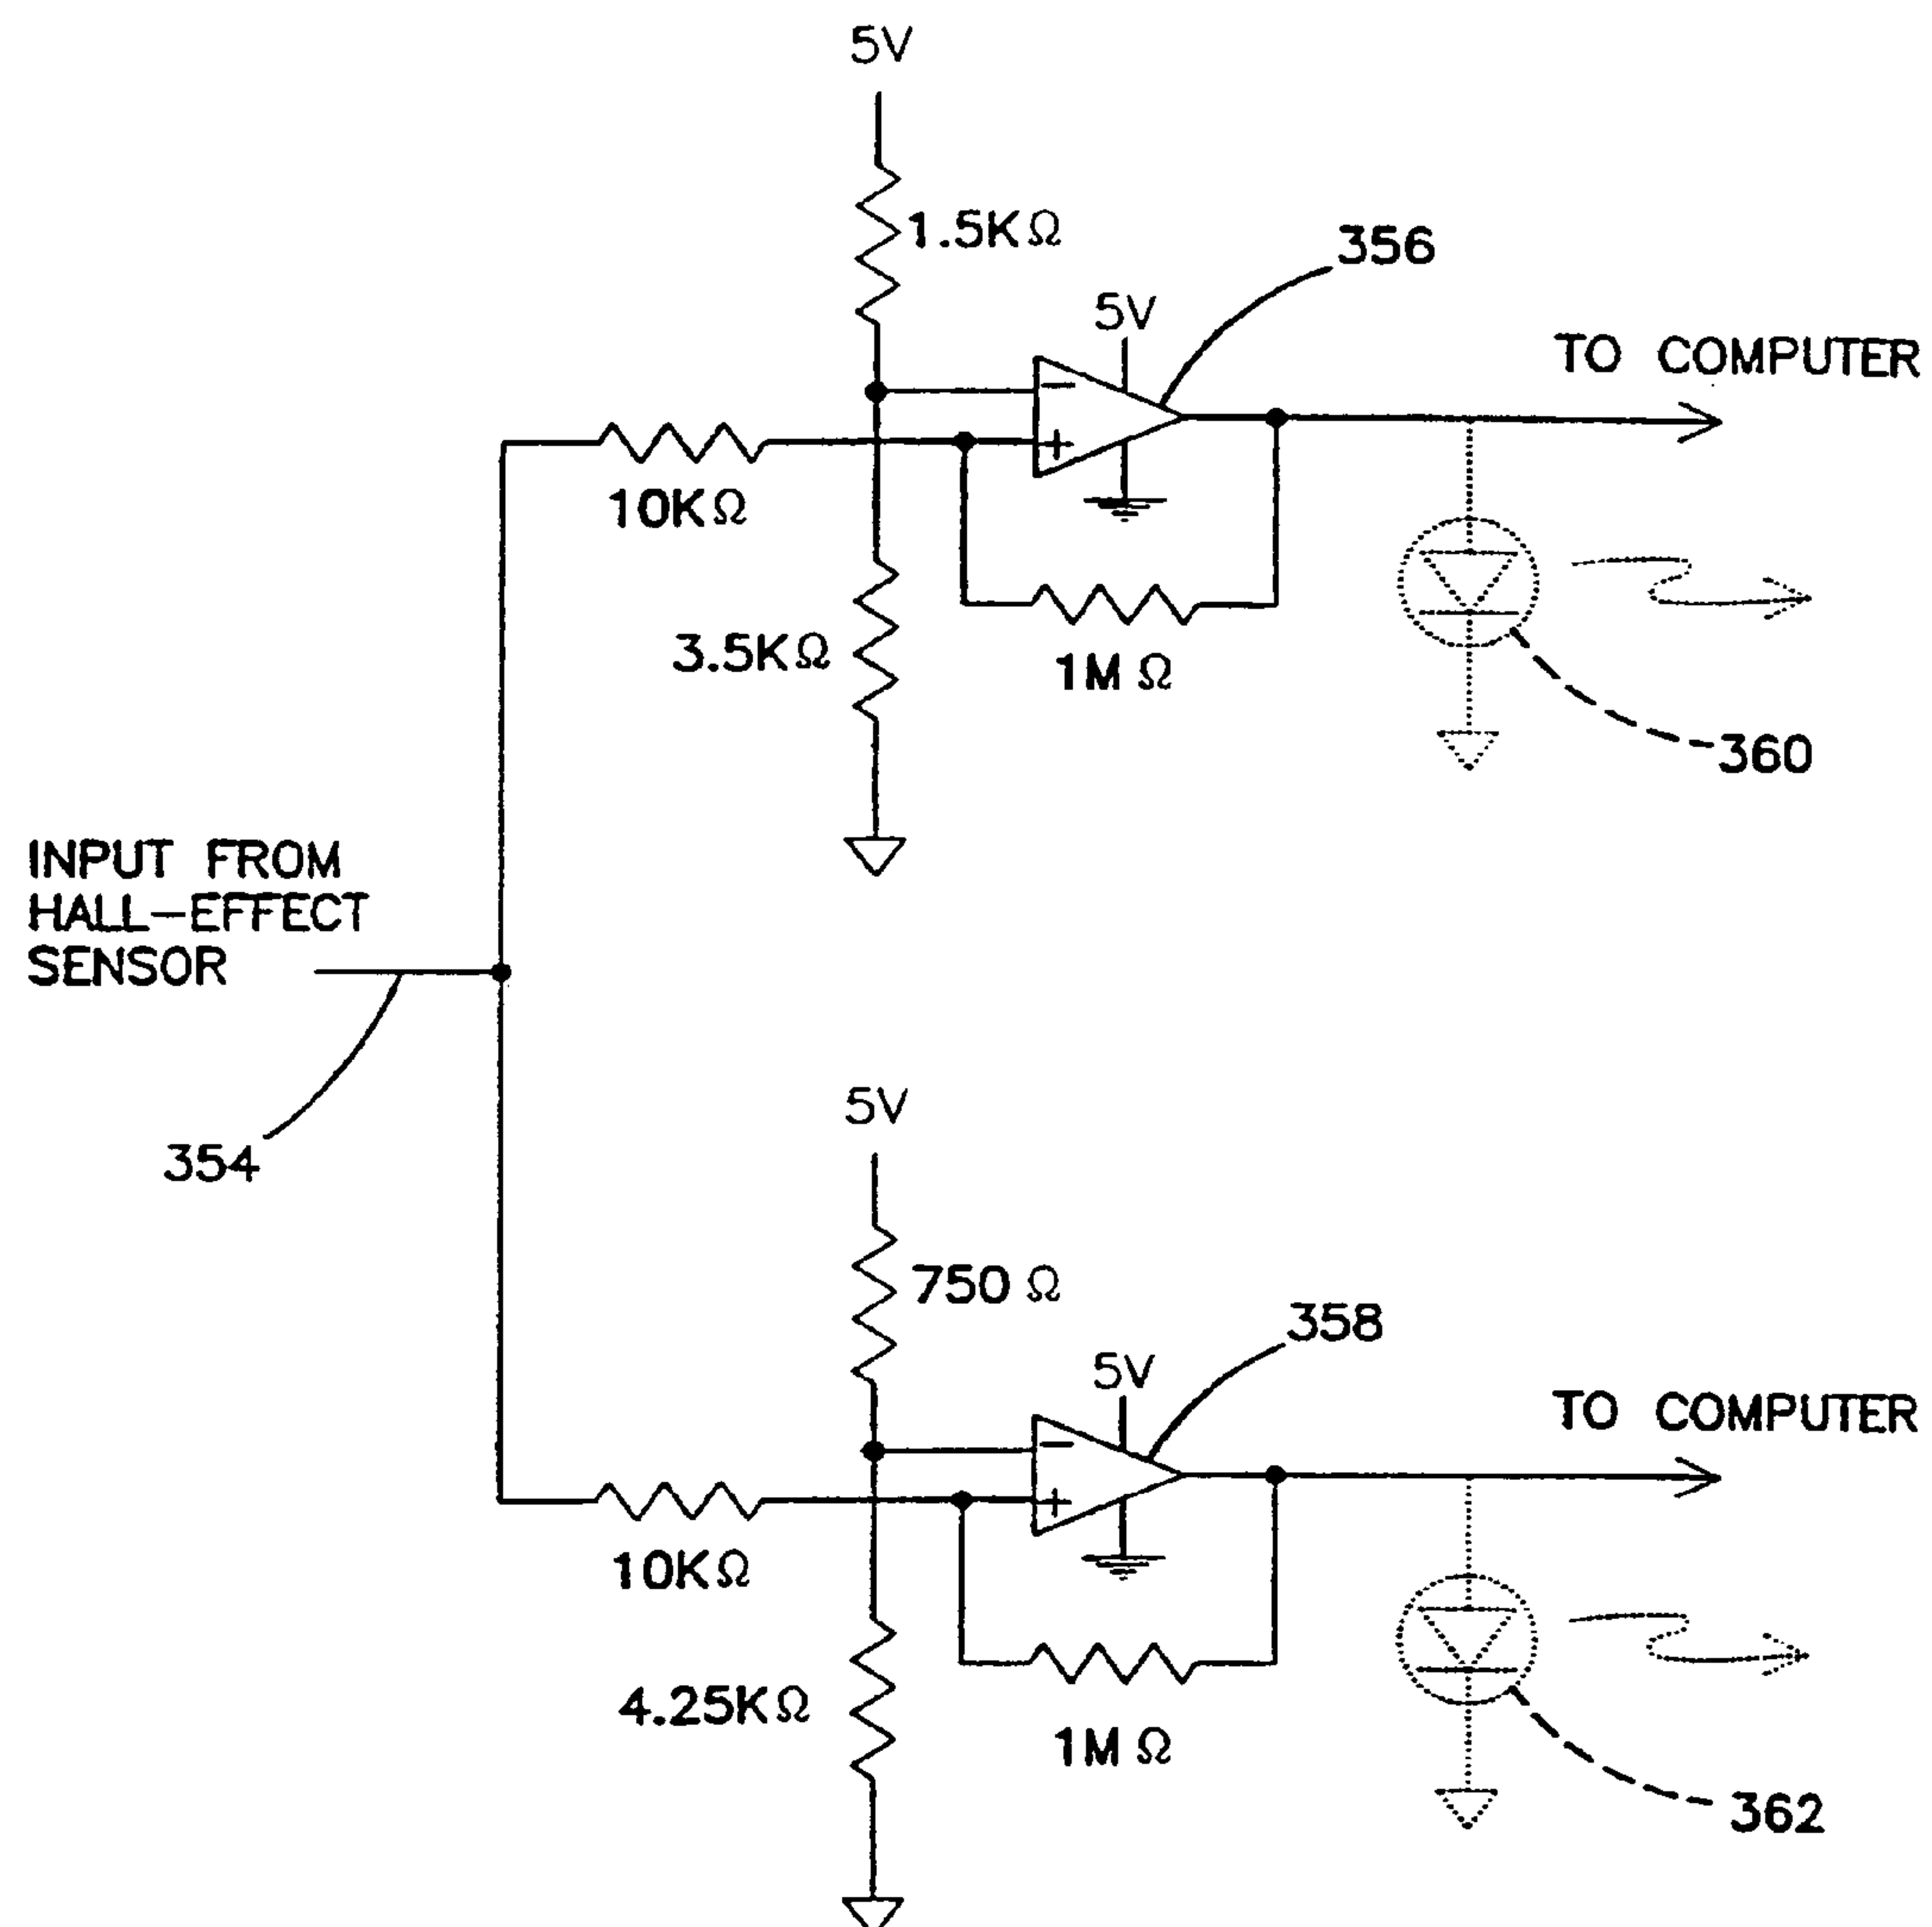 5V
1.5KΩ
356
5V
TO COMPUTER
−
+
10KΩ
3.5KΩ
1M Ω
360
INPUT FROM
HALL-EFFECT
SENSOR
354
5V
750 Ω
358
5V
TO COMPUTER
−
+
10KΩ
4.25KΩ
1M Ω
362